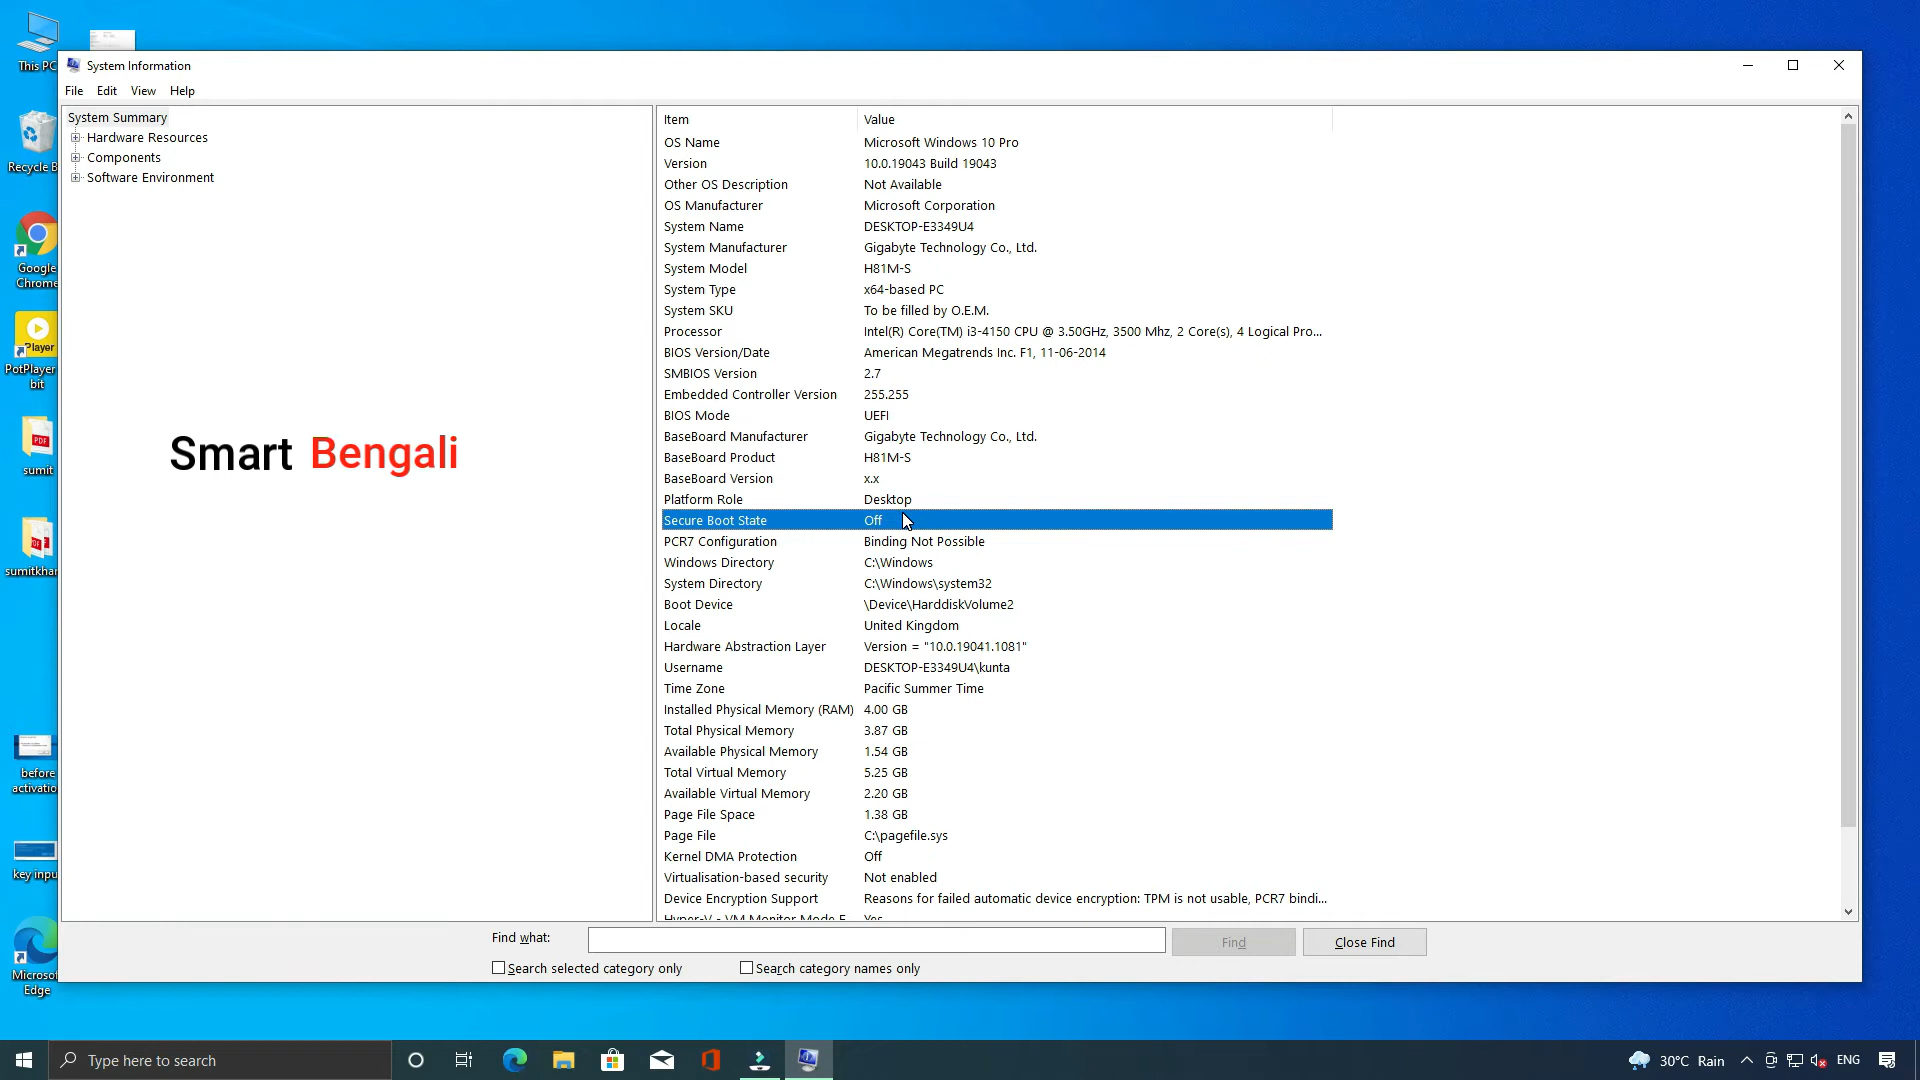 This PC
Recycle B
Google
Chrome
Player
PotPlayer
bit
sumit
sumitkhan
before
activatio
key inpu
Microsof
Edge
System Information
File Edit View Help
System Summary
Hardware Resources
Components
Software Environment
Smart Bengali
Item Value
OS Name Microsoft Windows 10 Pro
Version 10.0.19043 Build 19043
Other OS Description Not Available
OS Manufacturer Microsoft Corporation
System Name DESKTOP-E3349U4
System Manufacturer Gigabyte Technology Co., Ltd.
System Model H81M-S
System Type x64-based PC
System SKU To be filled by O.E.M.
Processor Intel(R) Core(TM) i3-4150 CPU @ 3.50GHz, 3500 Mhz, 2 Core(s), 4 Logical Pro...
BIOS Version/Date American Megatrends Inc. F1, 11-06-2014
SMBIOS Version 2.7
Embedded Controller Version 255.255
BIOS Mode UEFI
BaseBoard Manufacturer Gigabyte Technology Co., Ltd.
BaseBoard Product H81M-S
BaseBoard Version x.x
Platform Role Desktop
Secure Boot State Off
PCR7 Configuration Binding Not Possible
Windows Directory C:\Windows
System Directory C:\Windows\system32
Boot Device \Device\HarddiskVolume2
Locale United Kingdom
Hardware Abstraction Layer Version = "10.0.19041.1081"
Username DESKTOP-E3349U4\kunta
Time Zone Pacific Summer Time
Installed Physical Memory (RAM) 4.00 GB
Total Physical Memory 3.87 GB
Available Physical Memory 1.54 GB
Total Virtual Memory 5.25 GB
Available Virtual Memory 2.20 GB
Page File Space 1.38 GB
Page File C:\pagefile.sys
Kernel DMA Protection Off
Virtualisation-based security Not enabled
Device Encryption Support Reasons for failed automatic device encryption: TPM is not usable, PCR7 bindi...
Hyper-V - VM Monitor Mode E Yes
Find what: Find Close Find
Search selected category only Search category names only
Type here to search 30°C Rain ENG